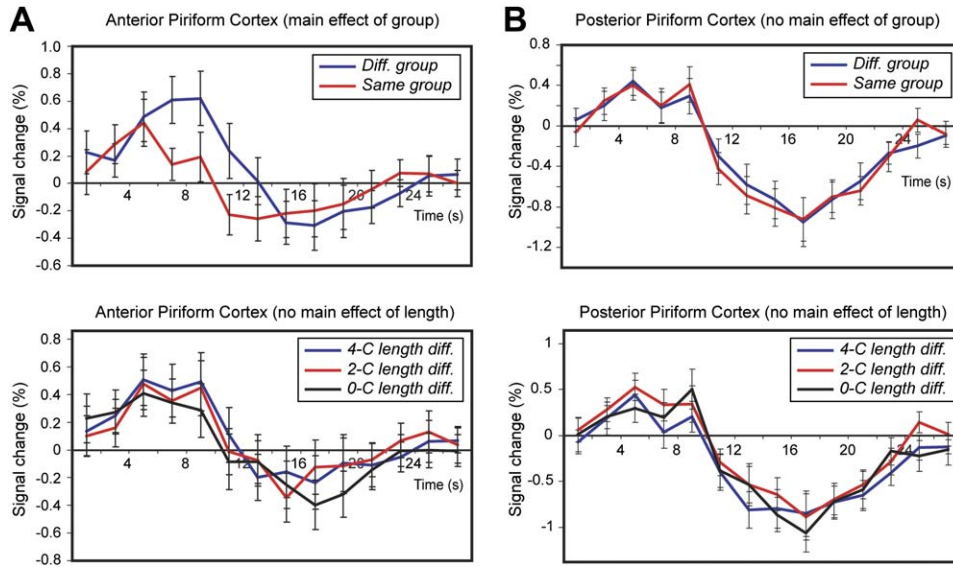 A
Anterior Piriform Cortex (main effect of group)
Signal change (%)
1.0
0.8
0.6
0.4
0.2
0
-0.2
-0.4
-0.6
Diff. group
Same group
4
8
12
16
20
24
Time (s)
B
Posterior Piriform Cortex (no main effect of group)
Signal change (%)
0.8
0.4
0
-0.4
-0.8
-1.2
Diff. group
Same group
4
8
12
16
20
24
Time (s)
Anterior Piriform Cortex (no main effect of length)
Signal change (%)
0.8
0.6
0.4
0.2
0
-0.2
-0.4
-0.6
-0.8
4-C length diff.
2-C length diff.
0-C length diff.
4
8
12
16
20
24
Time (s)
Posterior Piriform Cortex (no main effect of length)
Signal change (%)
1
0.5
0
-0.5
-1
4-C length diff.
2-C length diff.
0-C length diff.
4
8
12
16
20
24
Time (s)